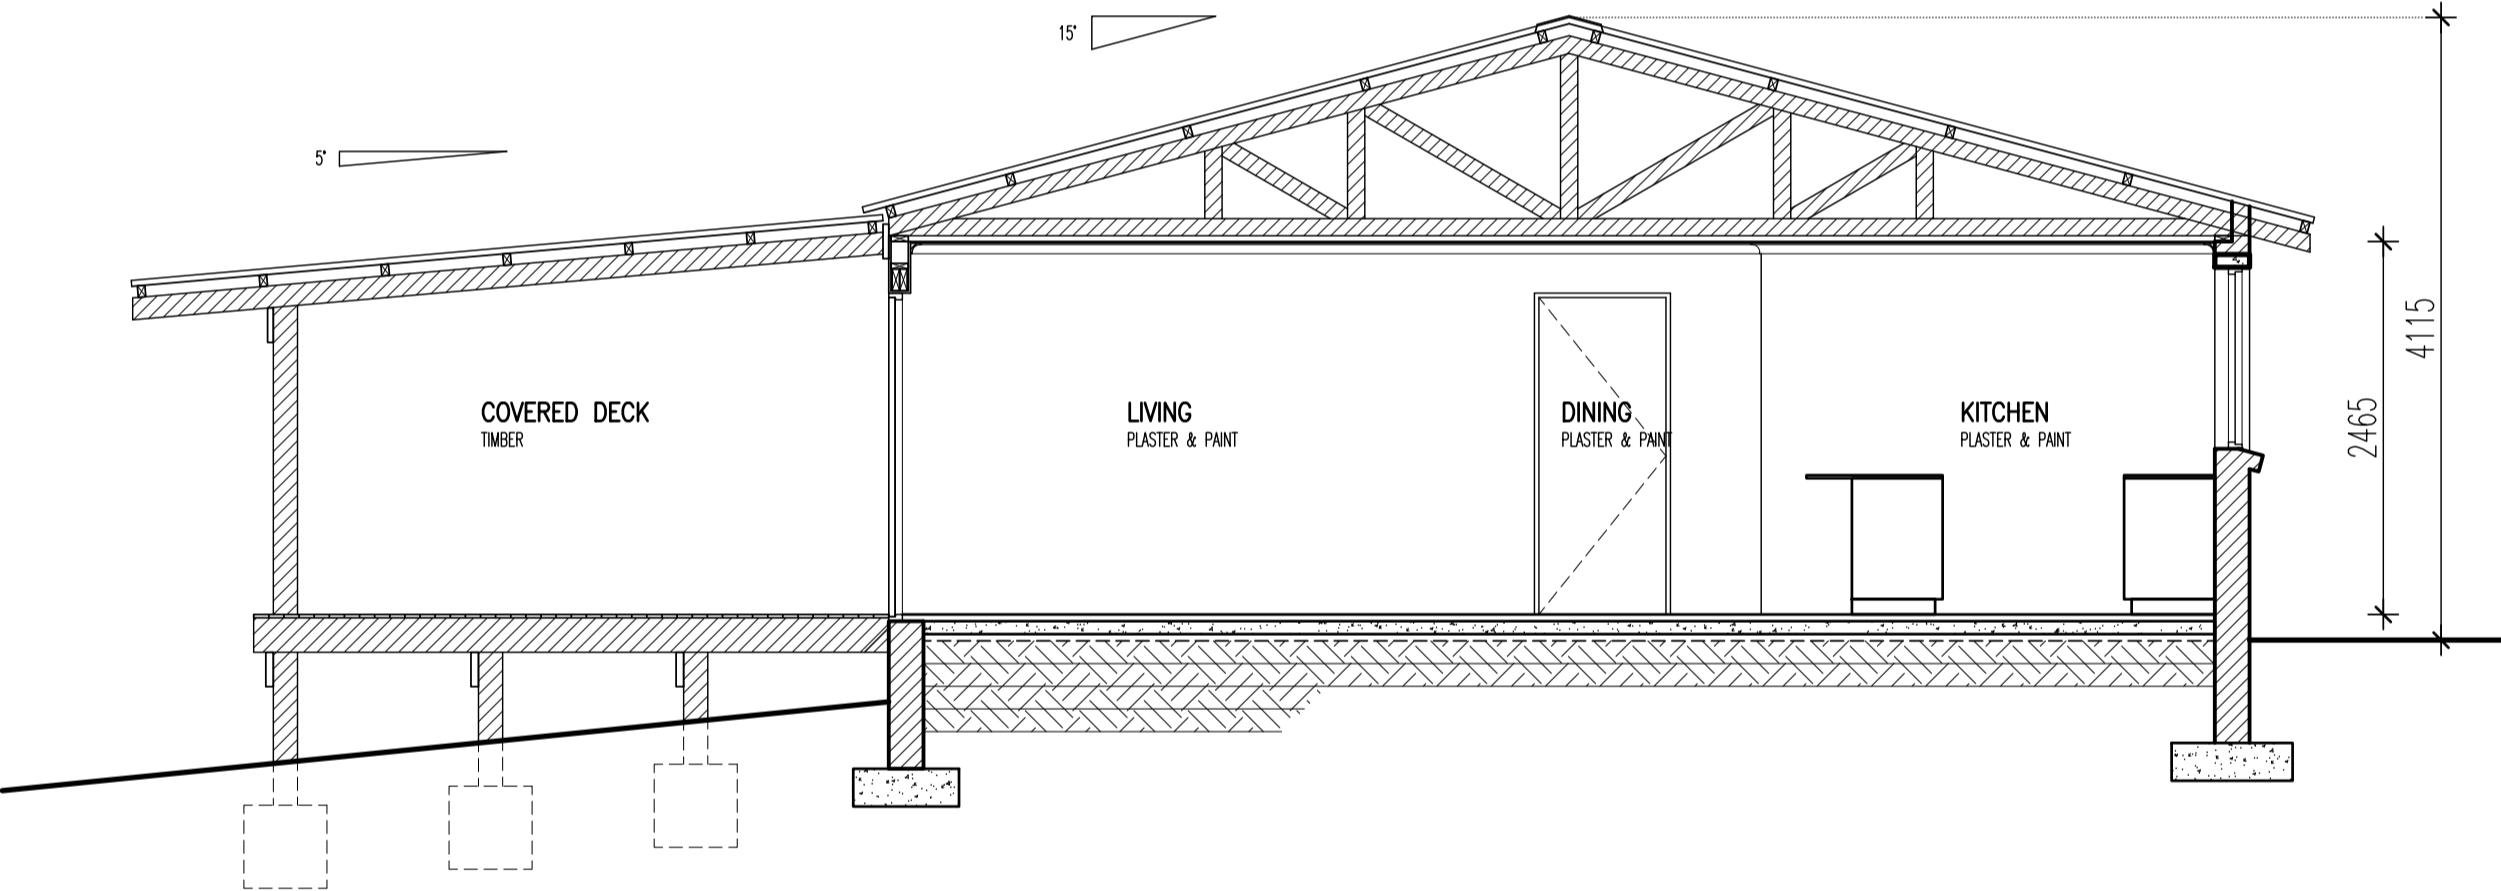 15°
5°
COVERED DECK
TIMBER
LIVING
PLASTER & PAINT
DINING
PLASTER & PAINT
KITCHEN
PLASTER & PAINT
2465
4115